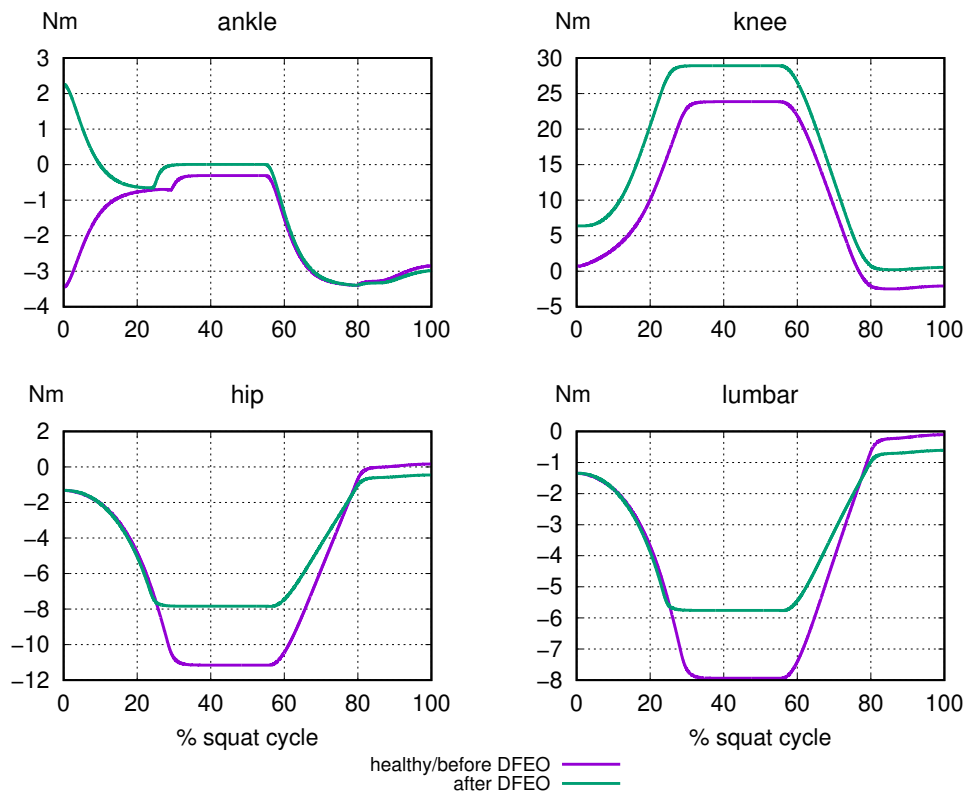 Nm ankle
3
2
1
0
−1
−2
−3
−4
0 20 40 60 80 100
Nm knee
30
25
20
15
10
5
0
−5
0 20 40 60 80 100
Nm hip
2
0
−2
−4
−6
−8
−10
−12
0 20 40 60 80 100
% squat cycle
Nm lumbar
0
−1
−2
−3
−4
−5
−6
−7
−8
0 20 40 60 80 100
% squat cycle
healthy/before DFEO
after DFEO